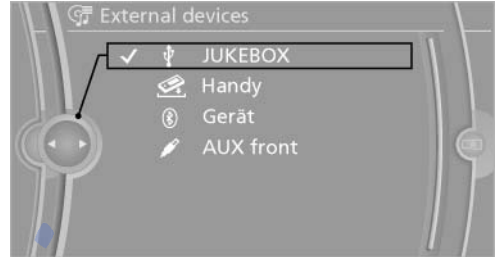 External devices
JUKEBOX
Handy
Gerät
AUX front